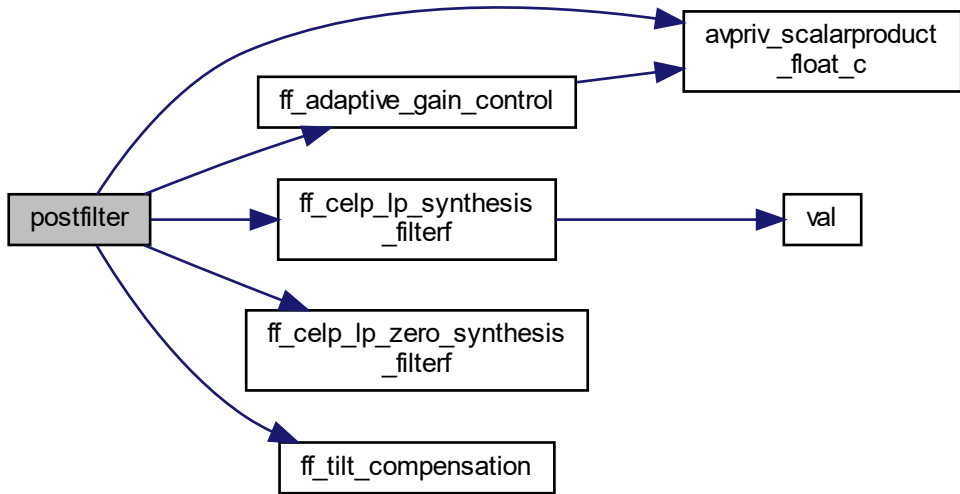 avpriv_scalarproduct
_float_c
ff_adaptive_gain_control
postfilter
ff_celp_lp_synthesis
_filterf
val
ff_celp_lp_zero_synthesis
_filterf
ff_tilt_compensation